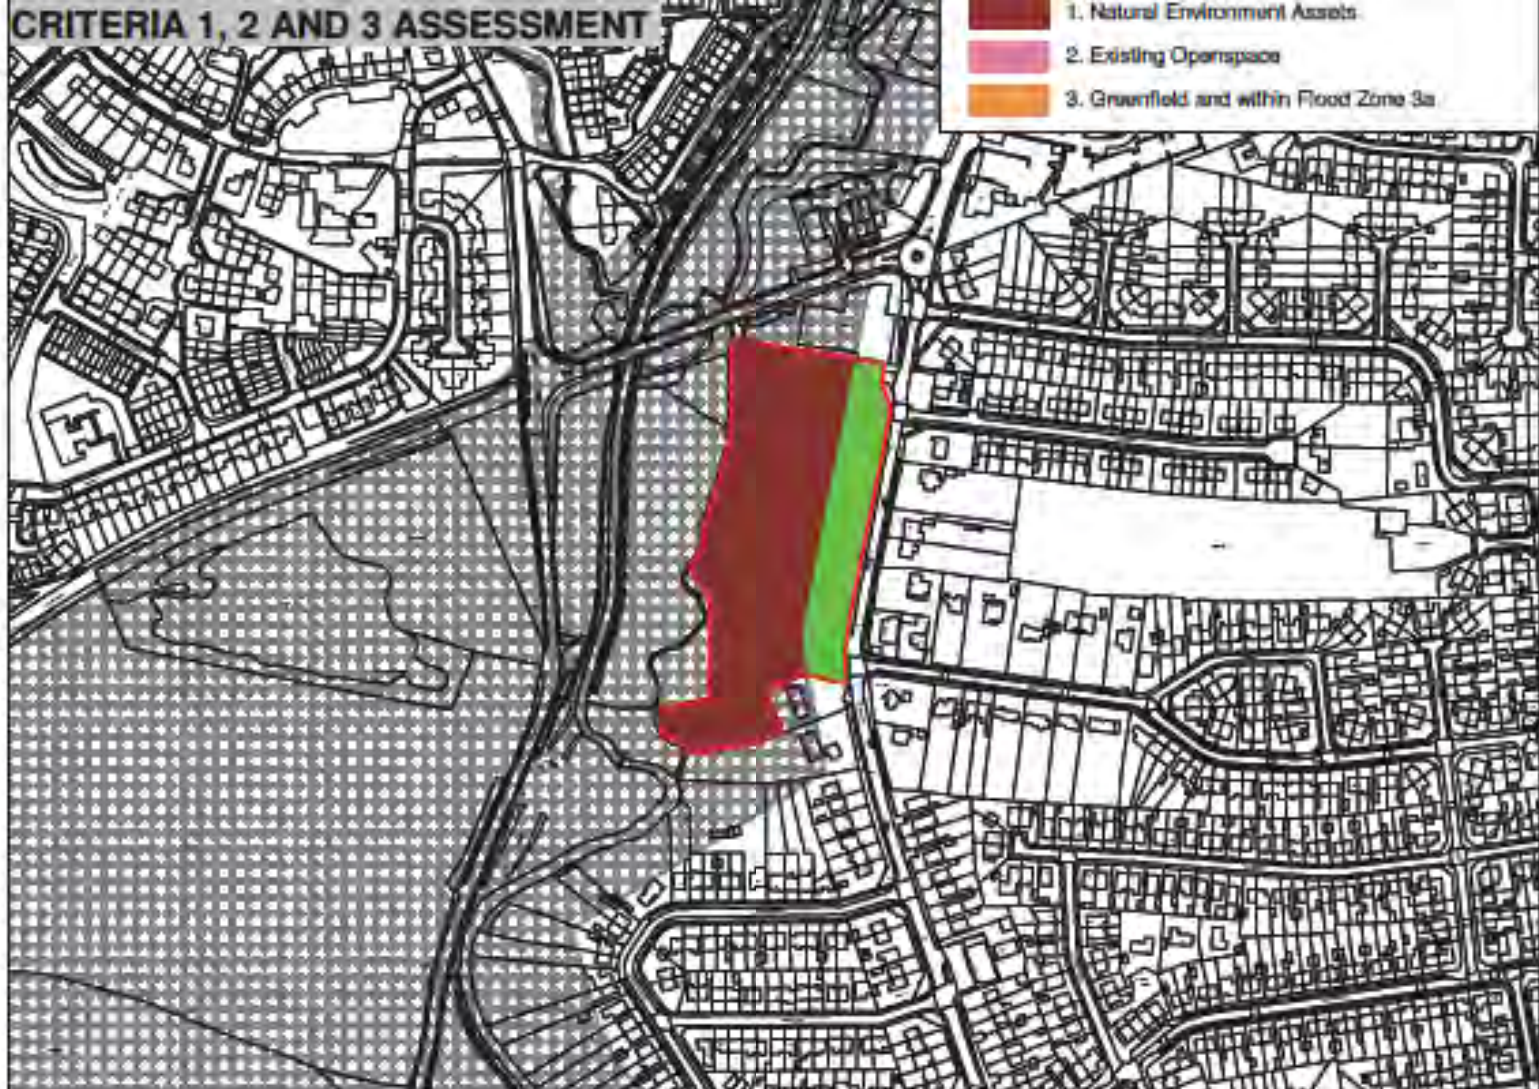 CRITERIA 1, 2 AND 3 ASSESSMENT
1. Natural Environment Assets
2. Existing Openspace
3. Greenfield and within Flood Zone 3a